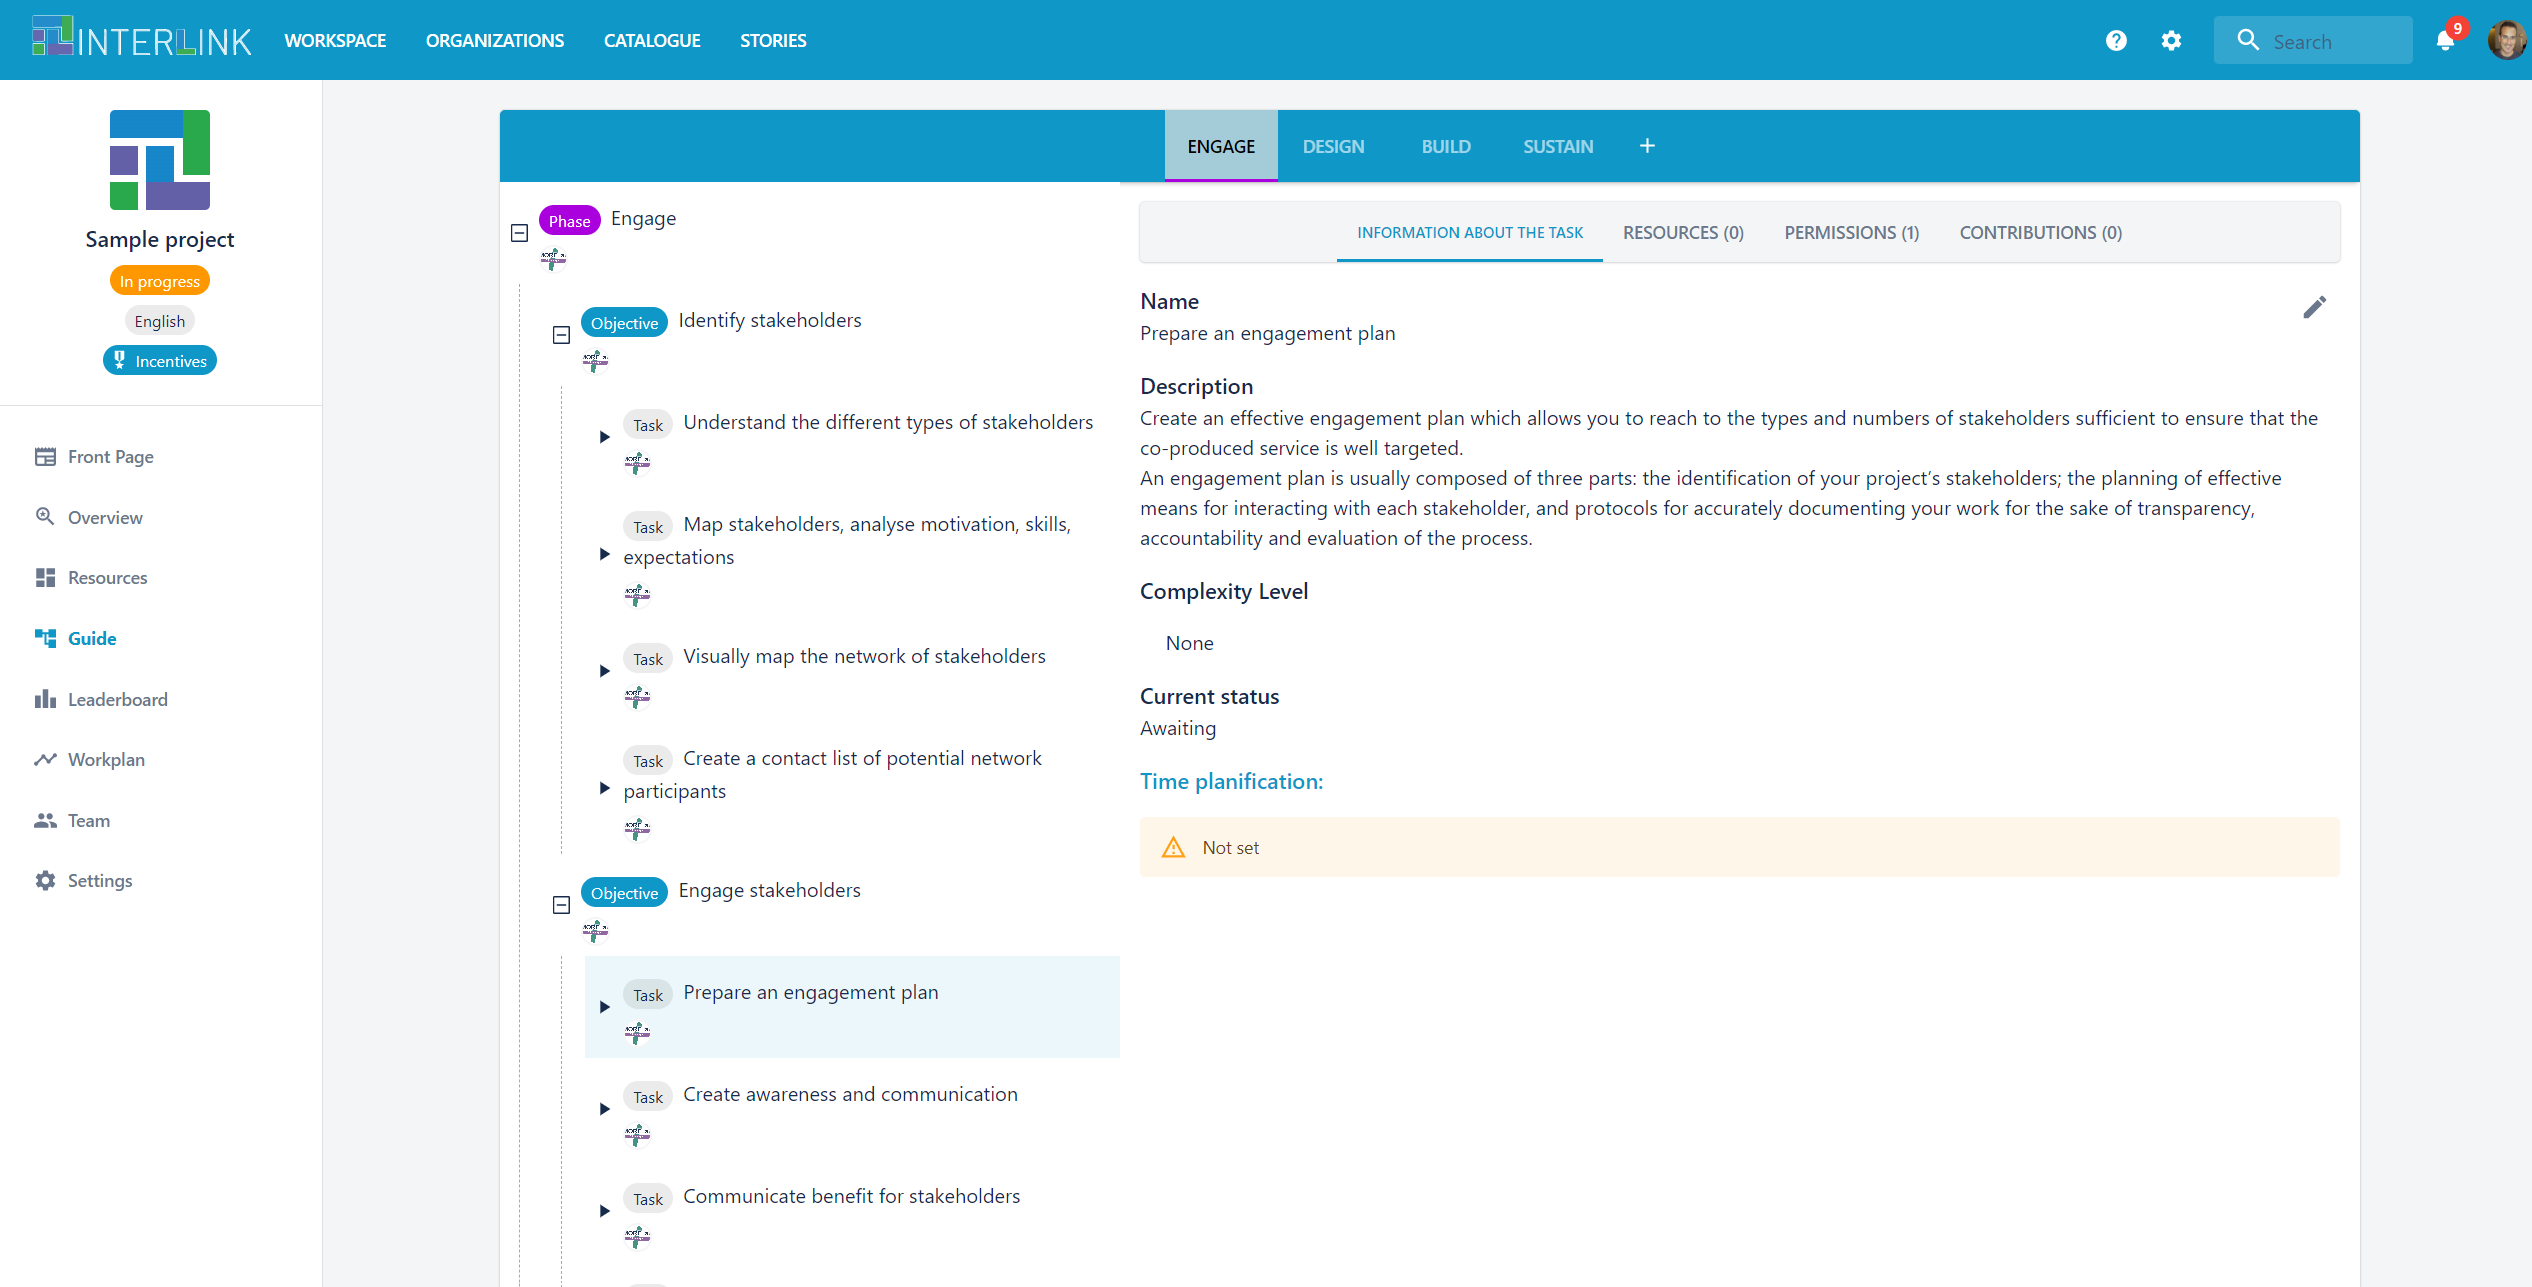 INTERLINK
WORKSPACE
ORGANIZATIONS
CATALOGUE
STORIES
Search
9
Sample project
In progress
English
Incentives
Front Page
Overview
Resources
Guide
Leaderboard
Workplan
Team
Settings
ENGAGE
DESIGN
BUILD
SUSTAIN
+
Phase Engage
Objective Identify stakeholders
Task Understand the different types of stakeholders
Task Map stakeholders, analyse motivation, skills,
expectations
Task Visually map the network of stakeholders
Task Create a contact list of potential network
participants
Objective Engage stakeholders
Task Prepare an engagement plan
Task Create awareness and communication
Task Communicate benefit for stakeholders
INFORMATION ABOUT THE TASK
RESOURCES (0)
PERMISSIONS (1)
CONTRIBUTIONS (0)
Name
Prepare an engagement plan
Description
Create an effective engagement plan which allows you to reach to the types and numbers of stakeholders sufficient to ensure that the
co-produced service is well targeted.
An engagement plan is usually composed of three parts: the identification of your project’s stakeholders; the planning of effective
means for interacting with each stakeholder, and protocols for accurately documenting your work for the sake of transparency,
accountability and evaluation of the process.
Complexity Level
None
Current status
Awaiting
Time planification:
Not set